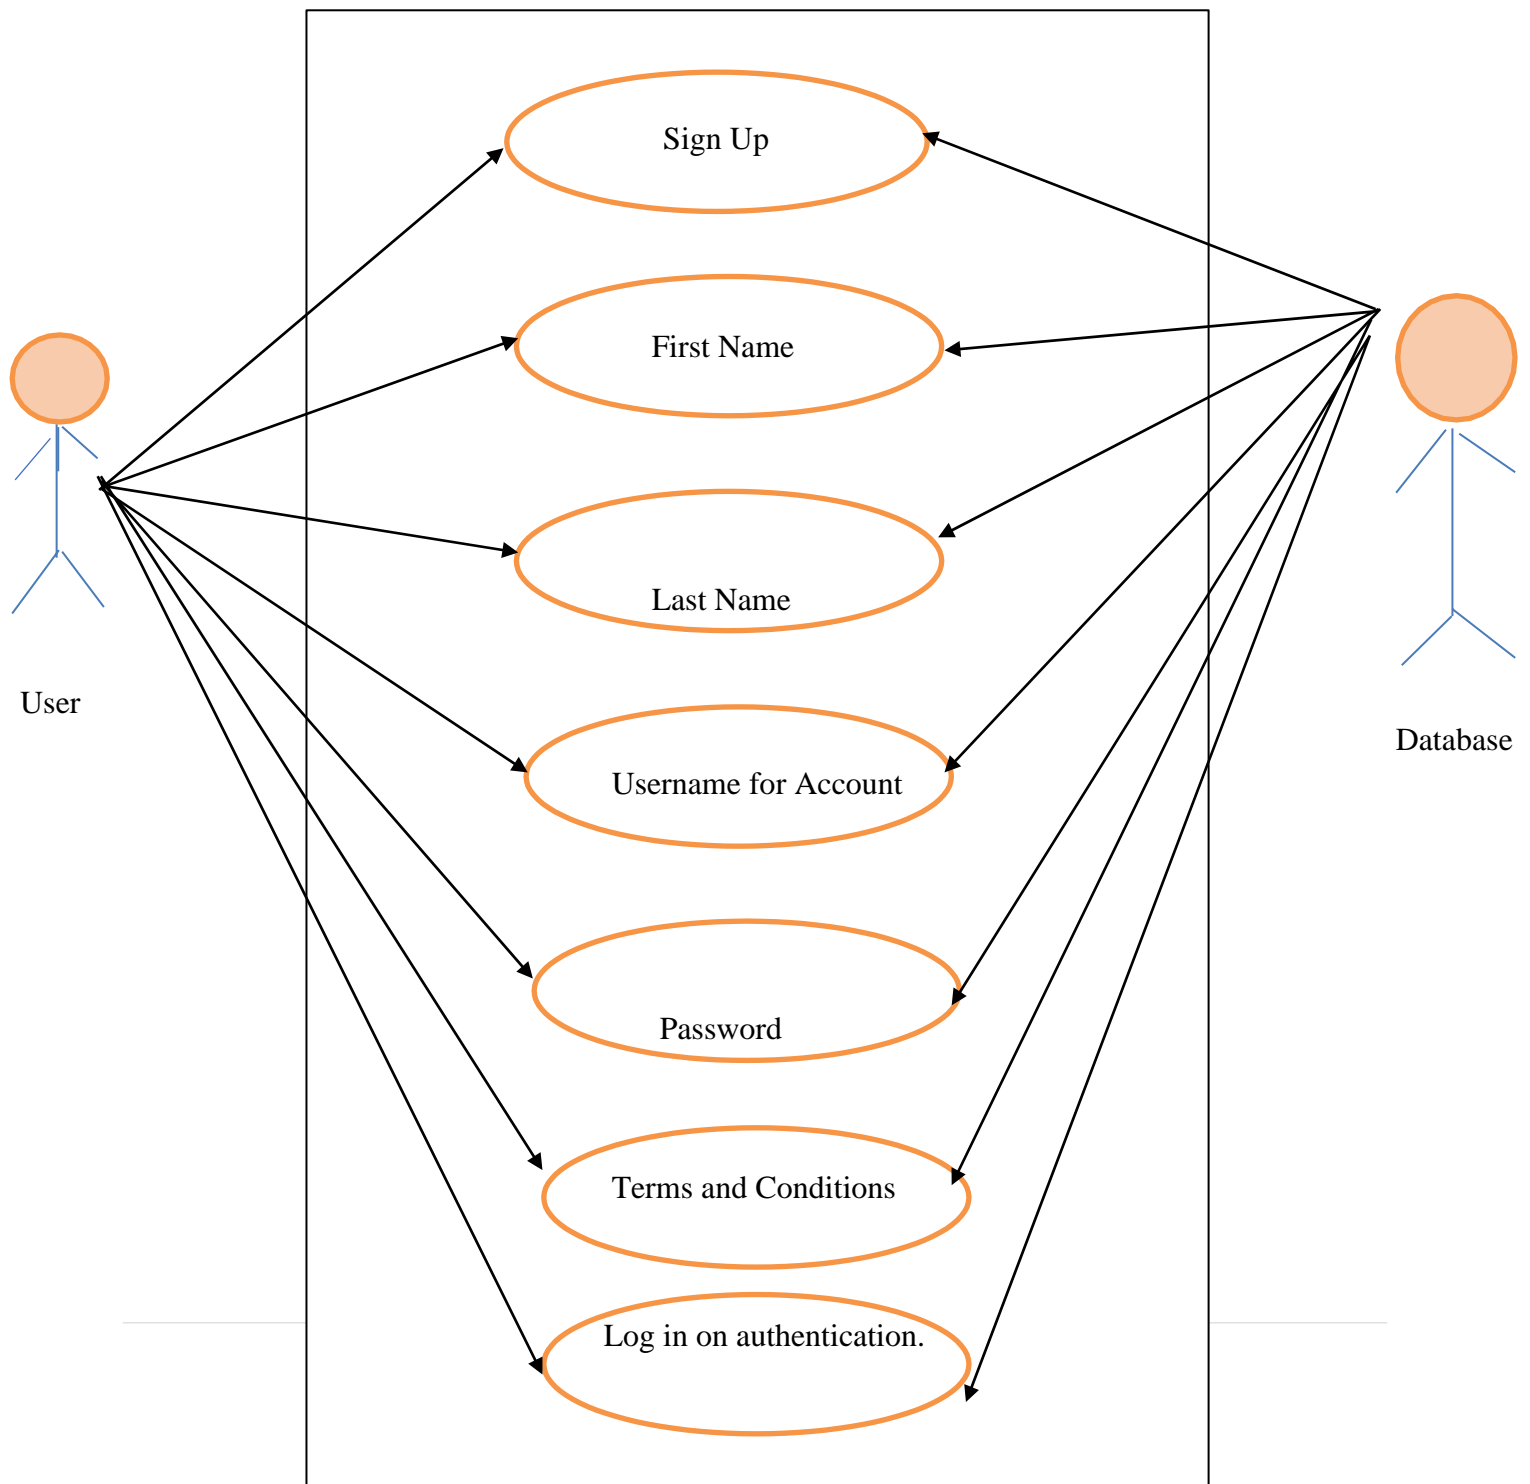 Sign Up
First Name
Last Name
User
Database
Username for Account
Password
Terms and Conditions
Log in on authentication.